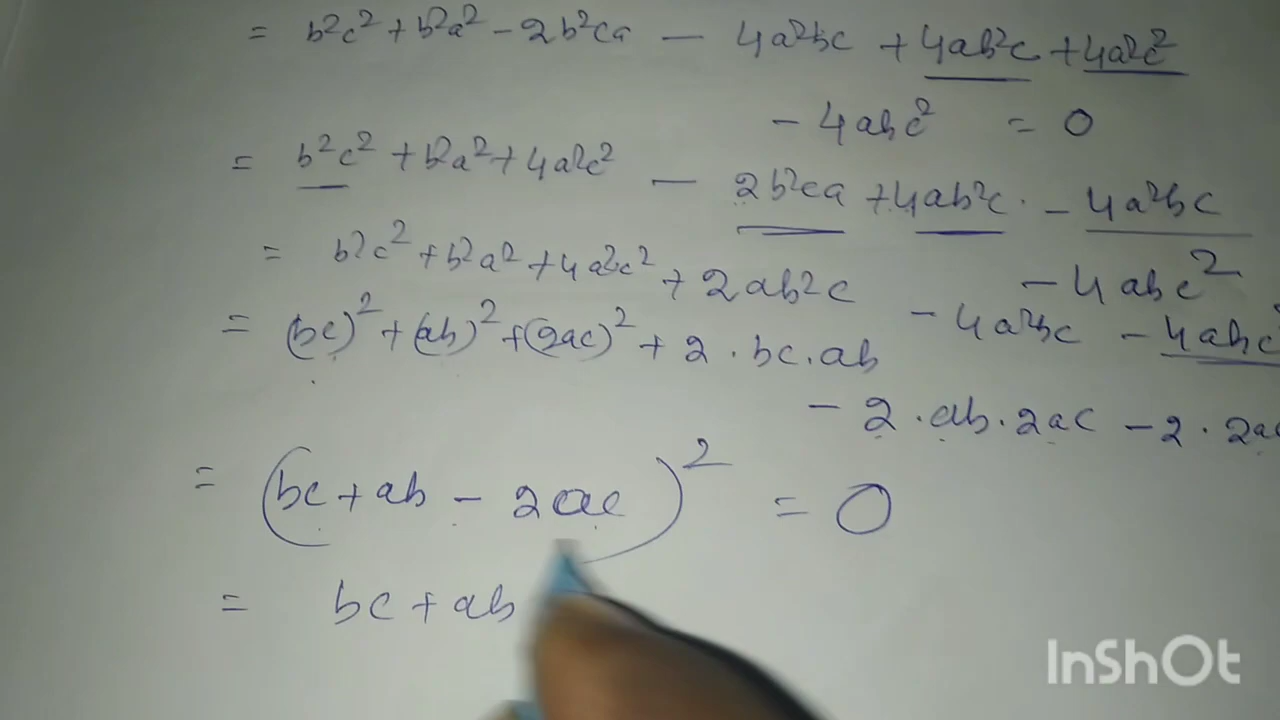 = b²c² + b²a² - 2b²ca - 4a²bc + 4ab²c + 4a²c²
- 4abc² = 0
= b²c² + b²a² + 4a²c² - 2b²ca + 4ab²c - 4a²bc
- 4abc²
= b²c² + b²a² + 4a²c² + 2ab²c - 4a²bc - 4abc²
= (bc)² + (ab)² + (2ac)² + 2 . bc . ab
- 2 . ab . 2ac - 2 . 2ac
= (bc + ab - 2ac)² = 0
= bc + ab
InShOt